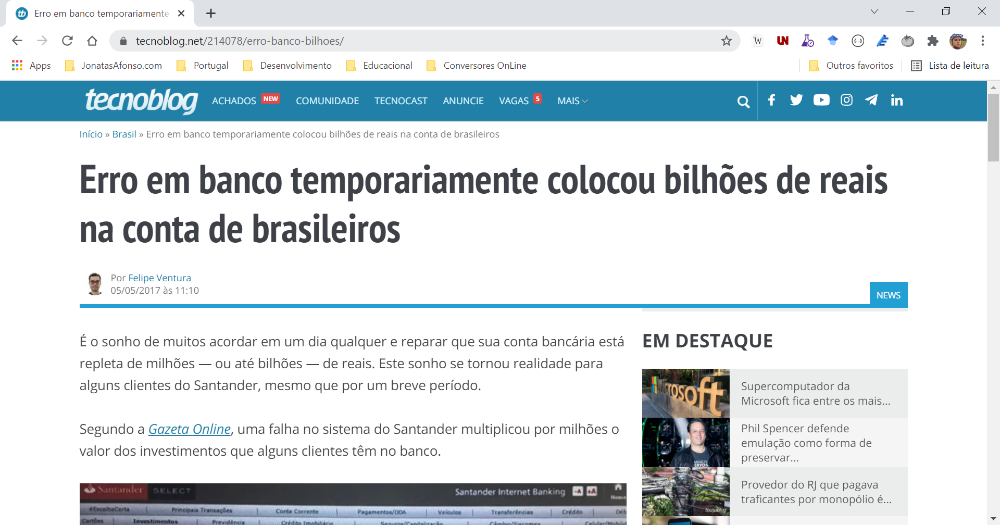 Erro em banco temporariamente
tecnoblog.net/214078/erro-banco-bilhoes/
W
UN
Apps
JonatasAfonso.com
Portugal
Desenvolvimento
Educacional
Conversores OnLine
Outros favoritos
Lista de leitura
tecnoblog
ACHADOS NEW
COMUNIDADE
TECNOCAST
ANUNCIE
VAGAS 5
MAIS
Início » Brasil » Erro em banco temporariamente colocou bilhões de reais na conta de brasileiros
Erro em banco temporariamente colocou bilhões de reais
na conta de brasileiros
Por Felipe Ventura
05/05/2017 às 11:10
NEWS
É o sonho de muitos acordar em um dia qualquer e reparar que sua conta bancária está
repleta de milhões — ou até bilhões — de reais. Este sonho se tornou realidade para
alguns clientes do Santander, mesmo que por um breve período.
Segundo a Gazeta Online, uma falha no sistema do Santander multiplicou por milhões o
valor dos investimentos que alguns clientes têm no banco.
Santander SELECT
Santander Internet Banking -A +A
Home
#EscolhaCerta
Principais Transações
Conta Corrente
Pagamentos/DDA
Veículos
Transferências
Crédito
Déb
Cartões
Investimentos
Previdência
Crédito Imobiliário
Seguros/Capitalização
Câmbio/Siscomex
Celular/Mobil
EM DESTAQUE
Microsoft
Supercomputador da
Microsoft fica entre os mais...
MING FO
ERYON
Phil Spencer defende
emulação como forma de
preservar...
tecnoblog
Provedor do RJ que pagava
traficantes por monopólio é...